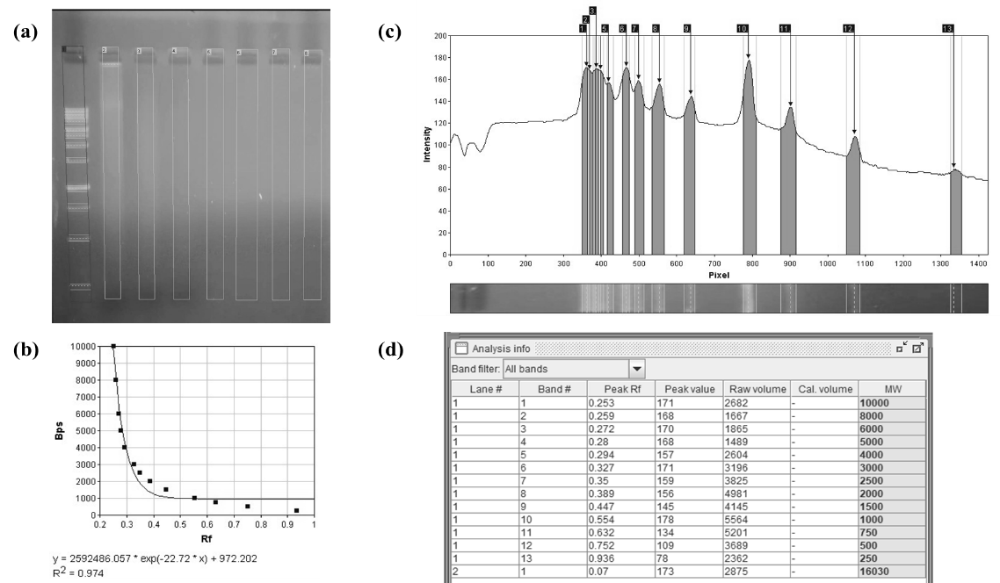 (a)
1 2 3 4 5 6 7 8
(b)
10000
9000
8000
7000
6000
5000
4000
3000
2000
1000
0
Bps
0.2 0.3 0.4 0.5 0.6 0.7 0.8 0.9 1
Rf
y = 2592486.057 * exp(-22.72 * x) + 972.202
R2 = 0.974
(c)
3
2
1 5 6 7 8 9 10 11 12 13
200
180
160
140
120
100
80
60
40
20
0
Intensity
0 100 200 300 400 500 600 700 800 900 1000 1100 1200 1300 1400
Pixel
(d)
Analysis info
Band filter: All bands
Lane # Band # Peak Rf Peak value Raw volume Cal. volume MW
1 1 0.253 171 2682 - 10000
1 2 0.259 168 1667 - 8000
1 3 0.272 170 1865 - 6000
1 4 0.28 168 1489 - 5000
1 5 0.294 157 2604 - 4000
1 6 0.327 171 3196 - 3000
1 7 0.35 159 3825 - 2500
1 8 0.389 156 4981 - 2000
1 9 0.447 145 4145 - 1500
1 10 0.554 178 5564 - 1000
1 11 0.632 134 5201 - 750
1 12 0.752 109 3689 - 500
1 13 0.936 78 2362 - 250
2 1 0.07 173 2875 - 16030